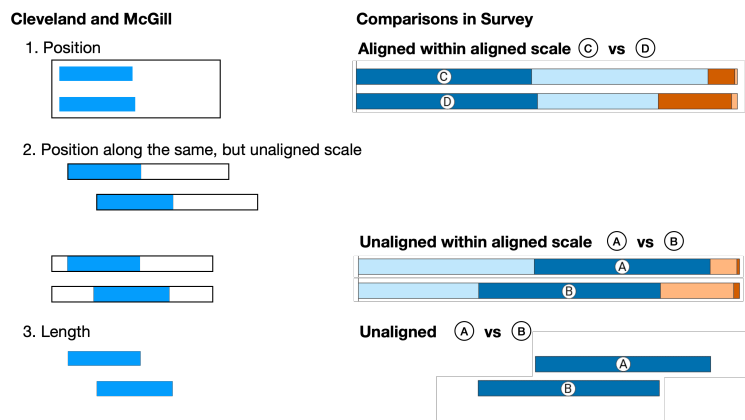 Cleveland and McGill
Comparisons in Survey
1. Position
Aligned within aligned scale C vs D
C
D
2. Position along the same, but unaligned scale
Unaligned within aligned scale A vs B
A
B
3. Length
Unaligned A vs B
A
B